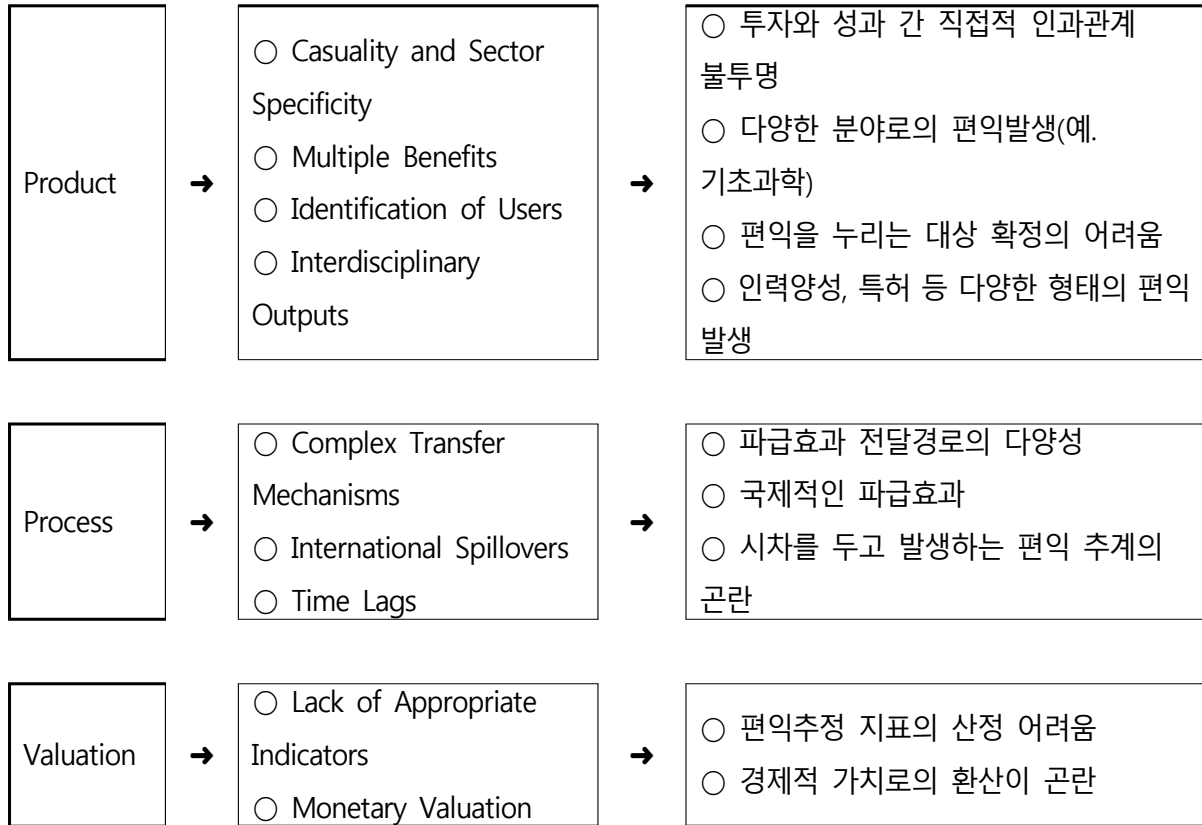 Product
➜
○ Casuality and Sector
Specificity
○ Multiple Benefits
○ Identification of Users
○ Interdisciplinary
Outputs
➜
○ 투자와 성과 간 직접적 인과관계
불투명
○ 다양한 분야로의 편익발생(예.
기초과학)
○ 편익을 누리는 대상 확정의 어려움
○ 인력양성, 특허 등 다양한 형태의 편익
발생
Process
➜
○ Complex Transfer
Mechanisms
○ International Spillovers
○ Time Lags
➜
○ 파급효과 전달경로의 다양성
○ 국제적인 파급효과
○ 시차를 두고 발생하는 편익 추계의
곤란
Valuation
➜
○ Lack of Appropriate
Indicators
○ Monetary Valuation
➜
○ 편익추정 지표의 산정 어려움
○ 경제적 가치로의 환산이 곤란